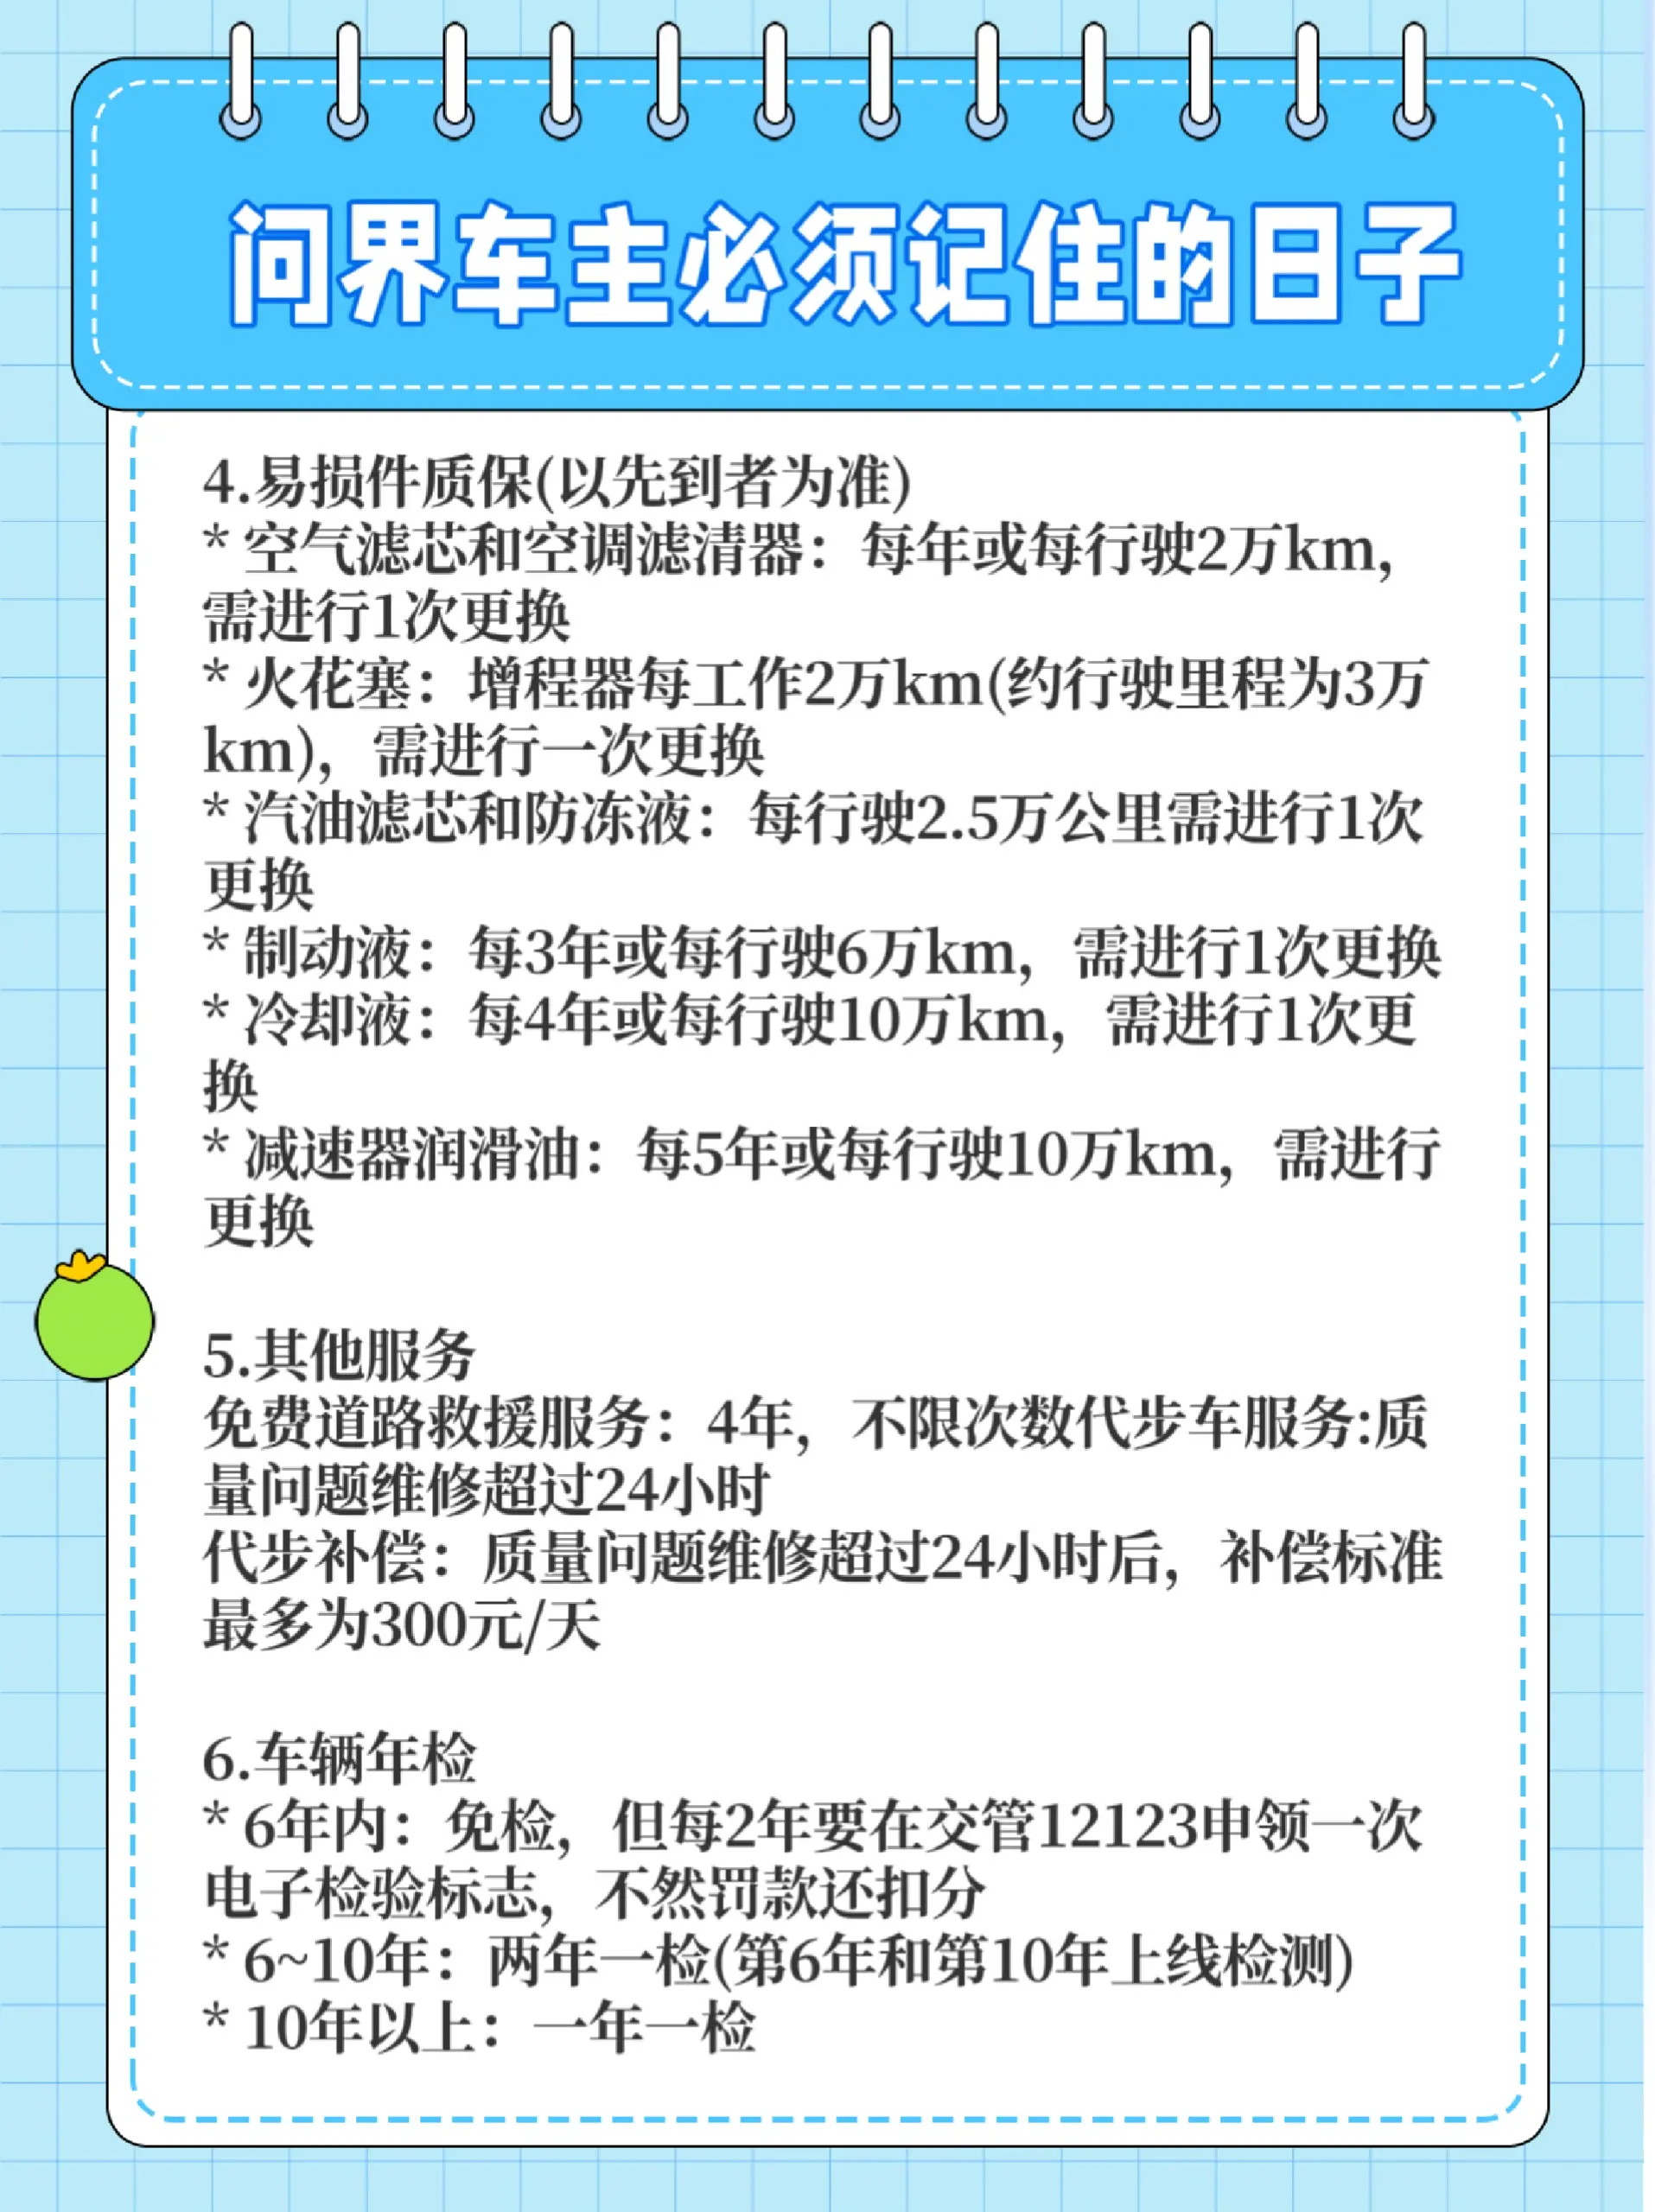 问界车主必须记住的日子
4.易损件质保(以先到者为准)
* 空气滤芯和空调滤清器：每年或每行驶2万km，
需进行1次更换
* 火花塞：增程器每工作2万km(约行驶里程为3万
km)，需进行一次更换
* 汽油滤芯和防冻液：每行驶2.5万公里需进行1次
更换
* 制动液：每3年或每行驶6万km，需进行1次更换
* 冷却液：每4年或每行驶10万km，需进行1次更
换
* 减速器润滑油：每5年或每行驶10万km，需进行
更换
5.其他服务
免费道路救援服务：4年，不限次数代步车服务:质
量问题维修超过24小时
代步补偿：质量问题维修超过24小时后，补偿标准
最多为300元/天
6.车辆年检
* 6年内：免检，但每2年要在交管12123申领一次
电子检验标志，不然罚款还扣分
* 6~10年：两年一检(第6年和第10年上线检测)
* 10年以上：一年一检